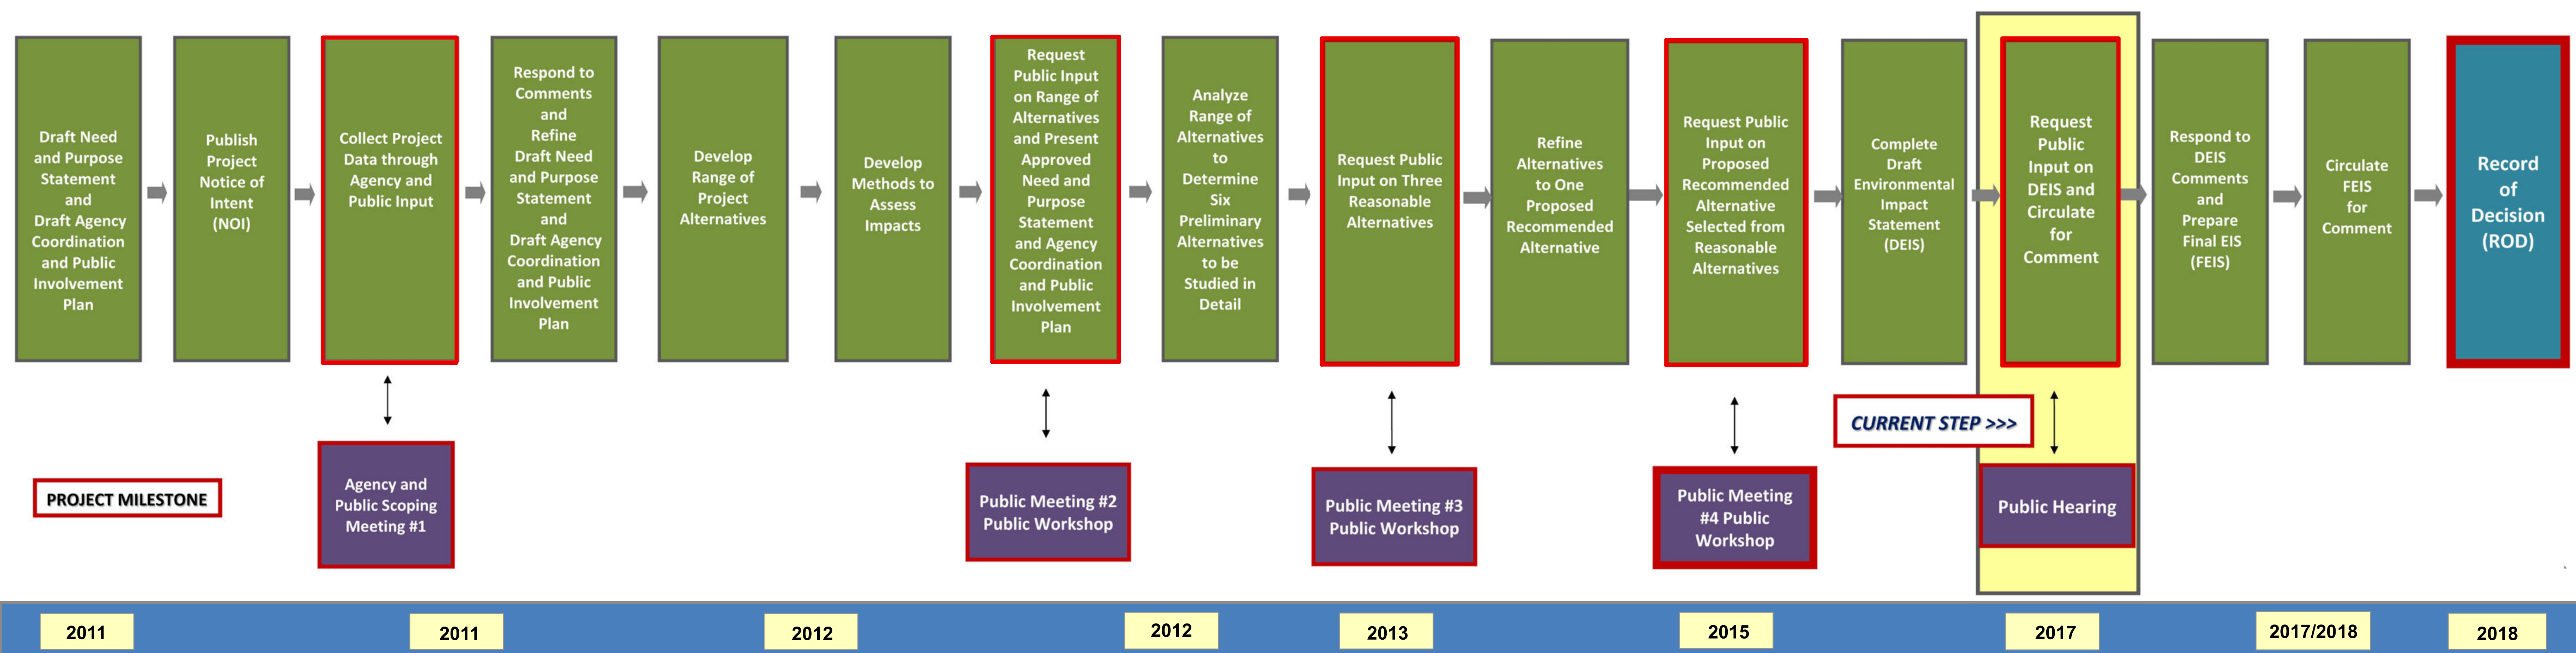 Draft Need
and Purpose
Statement
and
Draft Agency
Coordination
and Public
Involvement
Plan
Publish
Project
Notice of
Intent
(NOI)
Collect Project
Data through
Agency and
Public Input
Respond to
Comments
and
Refine
Draft Need
and Purpose
Statement
and
Draft Agency
Coordination
and Public
Involvement
Plan
Develop
Range of
Project
Alternatives
Develop
Methods to
Assess
Impacts
Request
Public Input
on Range of
Alternatives
and Present
Approved
Need and
Purpose
Statement
and Agency
Coordination
and Public
Involvement
Plan
Analyze
Range of
Alternatives
to
Determine
Six
Preliminary
Alternatives
to be
Studied in
Detail
Request Public
Input on Three
Reasonable
Alternatives
Refine
Alternatives
to One
Proposed
Recommended
Alternative
Request Public
Input on
Proposed
Recommended
Alternative
Selected from
Reasonable
Alternatives
Complete
Draft
Environmental
Impact
Statement
(DEIS)
Request
Public
Input on
DEIS and
Circulate
for
Comment
Respond to
DEIS
Comments
and
Prepare
Final EIS
(FEIS)
Circulate
FEIS
for
Comment
Record
of
Decision
(ROD)
CURRENT STEP >>>
PROJECT MILESTONE
Agency and
Public Scoping
Meeting #1
Public Meeting #2
Public Workshop
Public Meeting #3
Public Workshop
Public Meeting
#4 Public
Workshop
Public Hearing
2011
2011
2012
2012
2013
2015
2017
2017/2018
2018